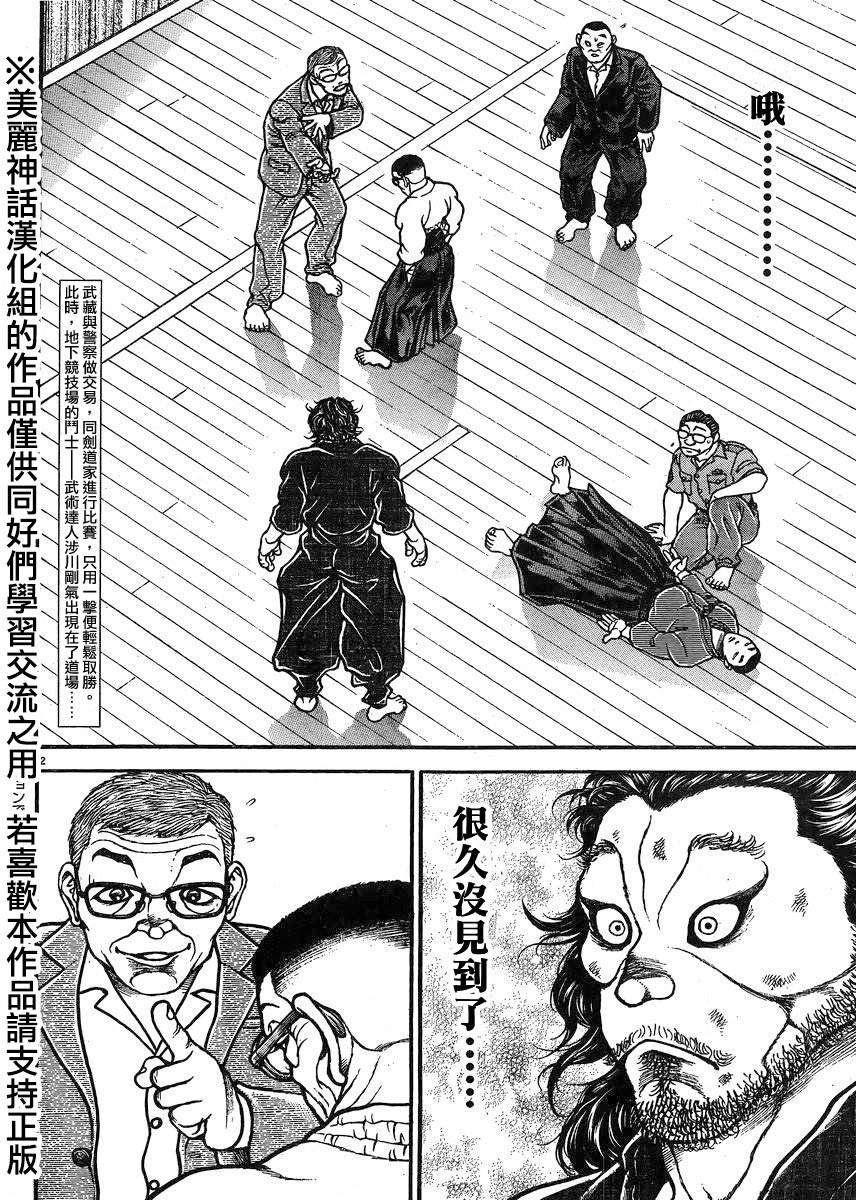 哦…………
武藏與警察做交易，同劍道家進行比賽，只用一擊便輕鬆取勝。
此時，地下競技場的鬥士——武術達人涉川剛氣出現在了道場……
很久沒見到了……
※美麗神話漢化組的作品僅供同好們學習交流之用 若喜歡本作品請支持正版
2